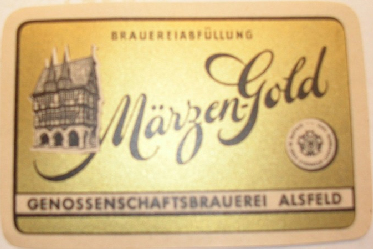 BRAUEREIABFÜLLUNG
Märzen-Gold
GENOSSENSCHAFTSBRAUEREI ALSFELD